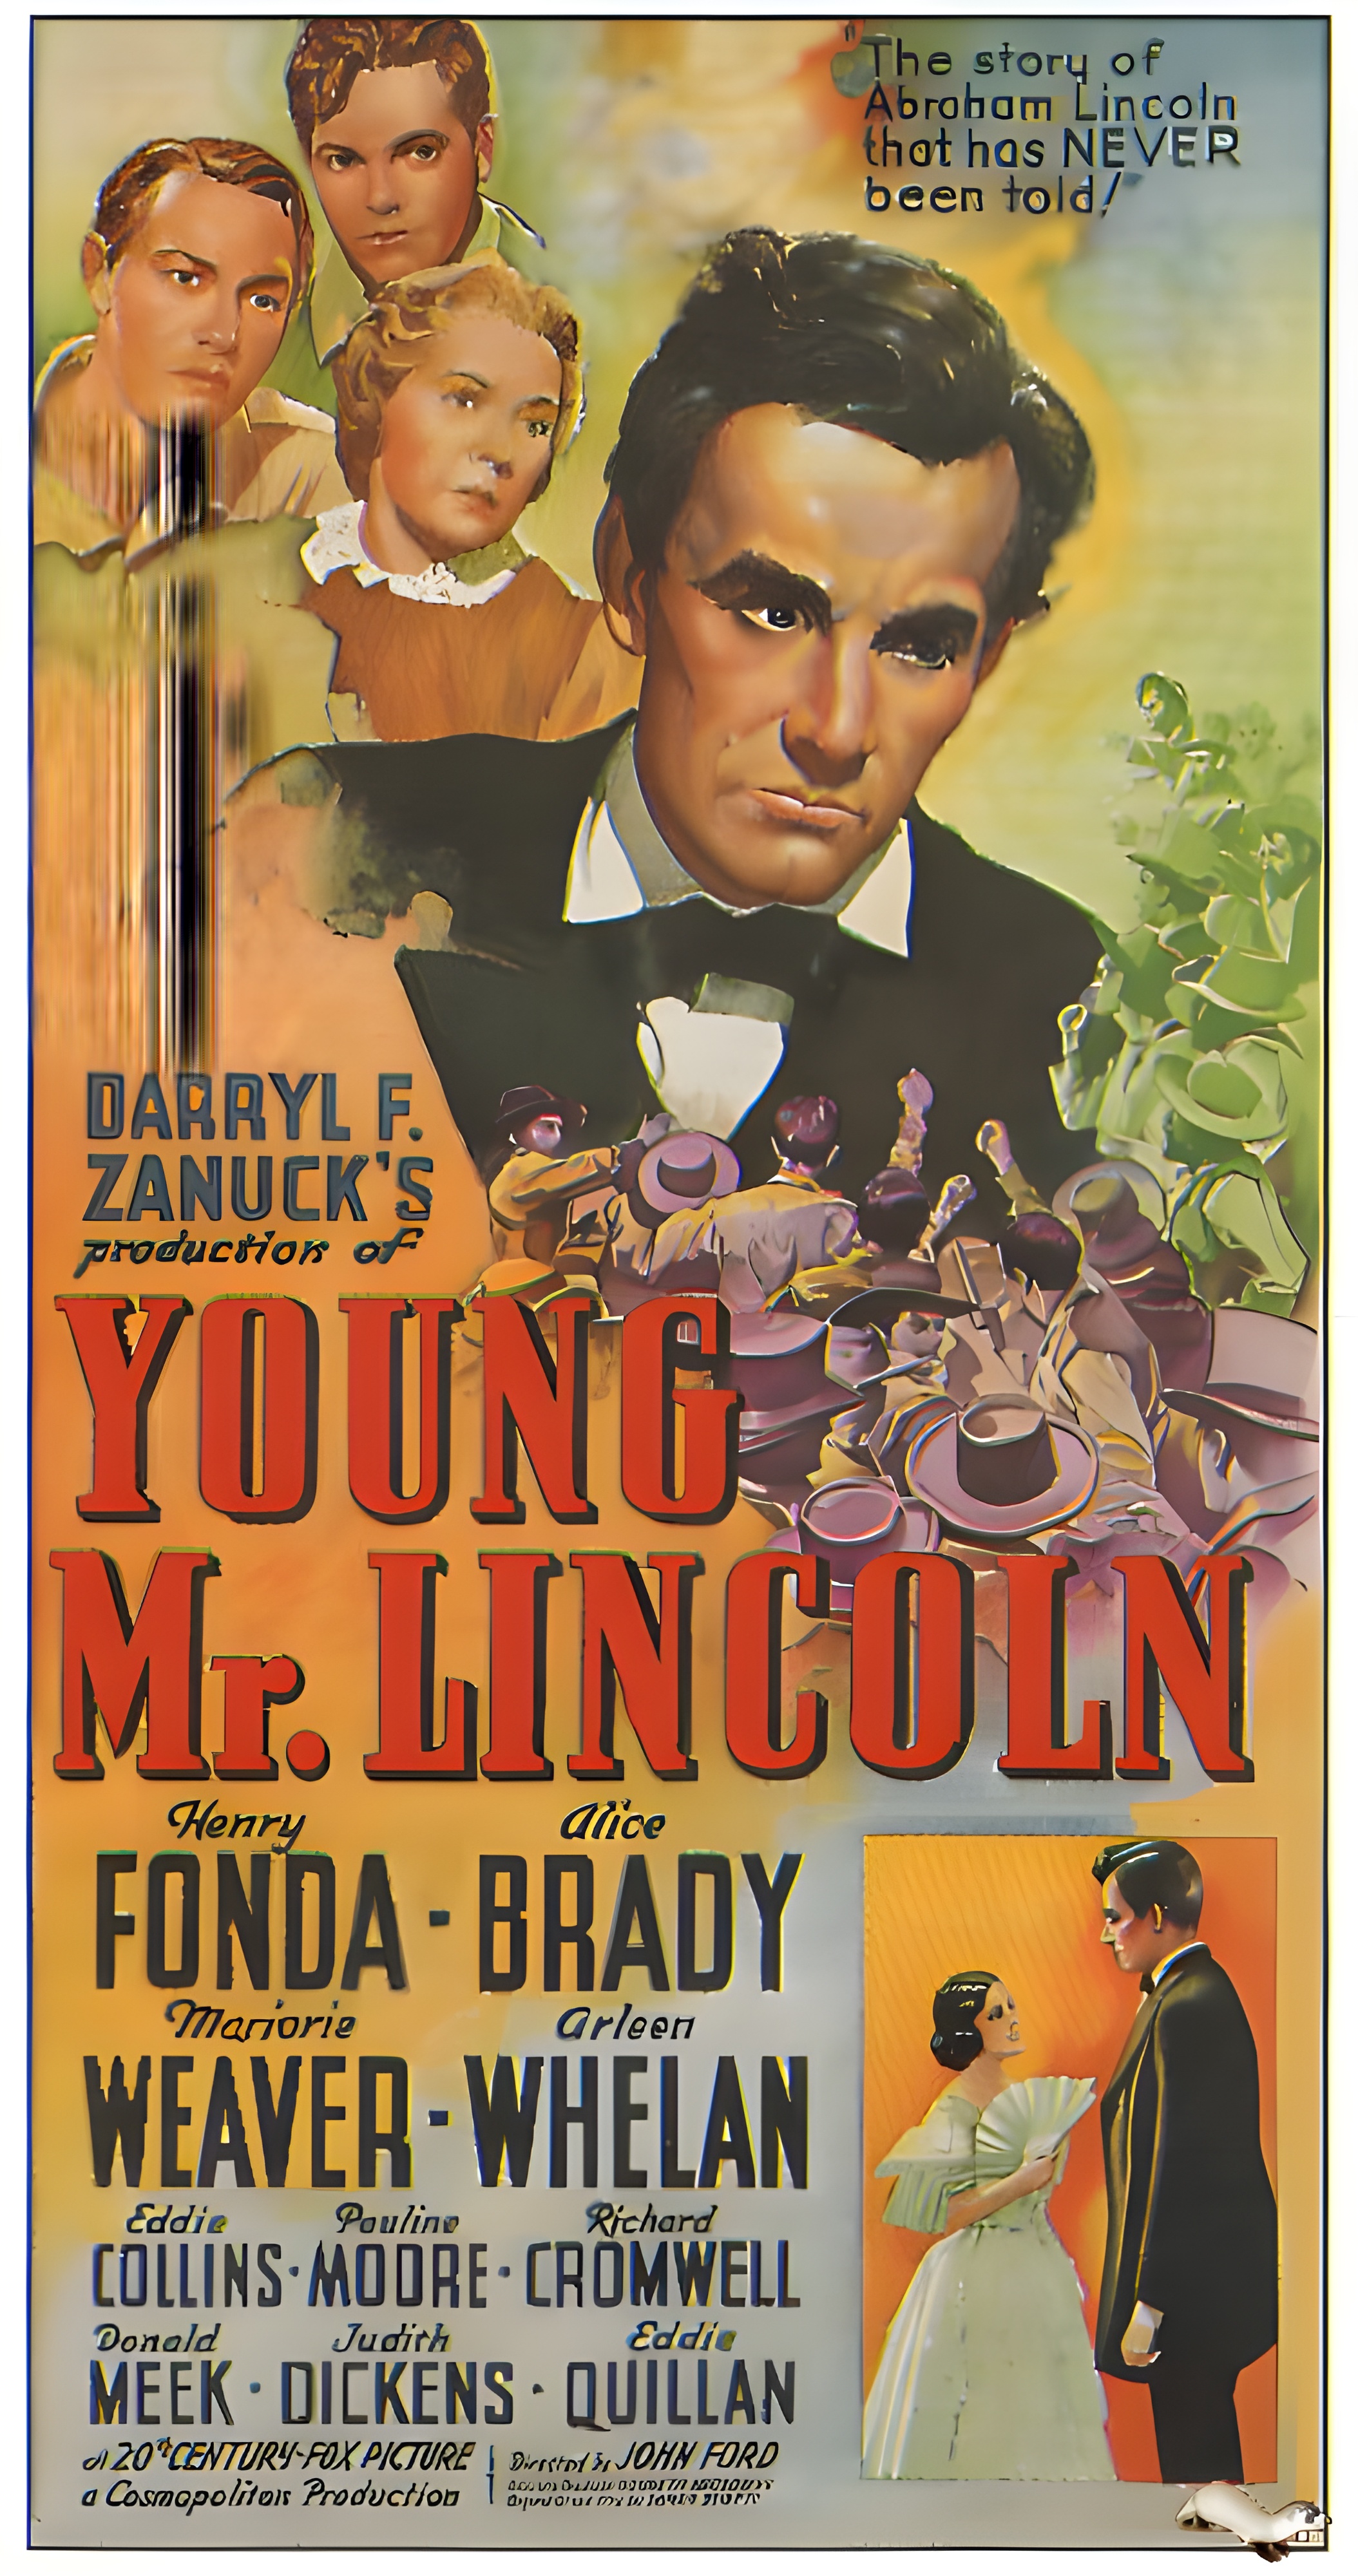 The story of
Abraham Lincoln
that has NEVER
been told!
DARRYL F.
ZANUCK'S
production of
YOUNG
Mr. LINCOLN
Henry Alice
FONDA - BRADY
Marjorie Arleen
WEAVER - WHELAN
Eddie Pauline Richard
COLLINS · MOORE · CROMWELL
Donald Judith Eddie
MEEK · DICKENS · QUILLAN
A 20th CENTURY-FOX PICTURE
a Cosmopolitan Production
Directed by JOHN FORD